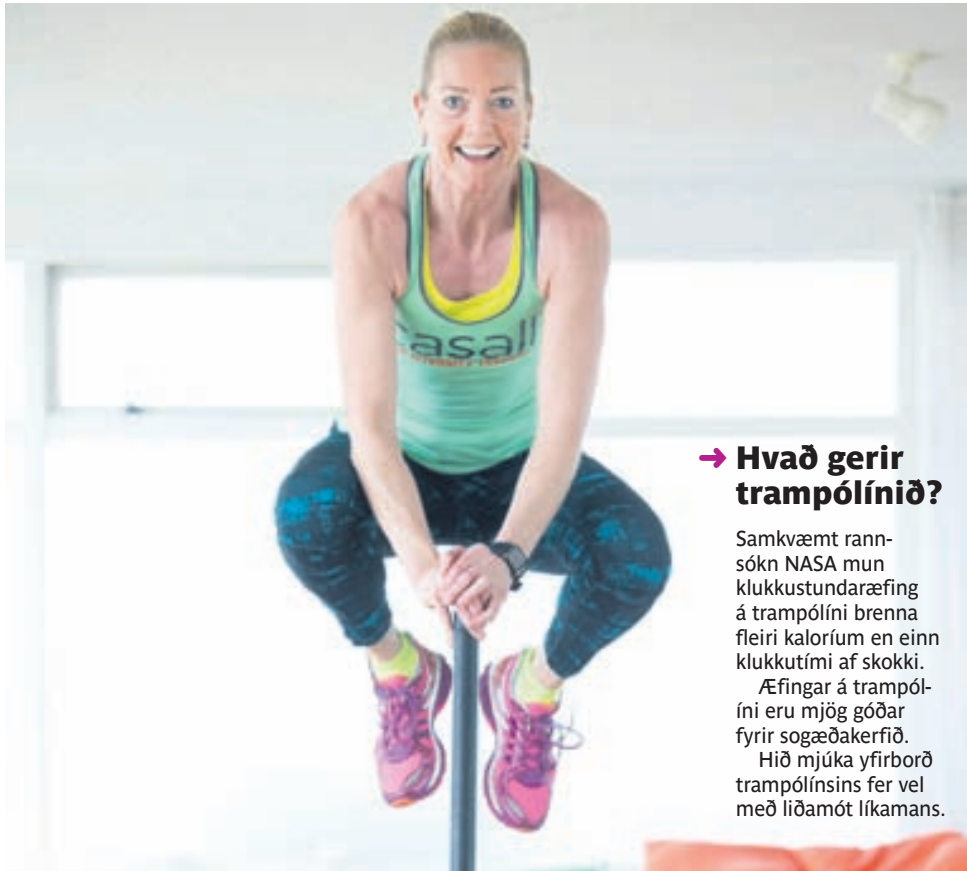 casall
→ Hvað gerir
trampólínið?
Samkvæmt rann-
sókn NASA mun
klukkustundaræfing
á trampólíni brenna
fleiri kaloríum en einn
klukkutími af skokki.
Æfingar á trampól-
íni eru mjög góðar
fyrir sogæðakerfið.
Hið mjúka yfirborð
trampólínsins fer vel
með liðamót líkamans.